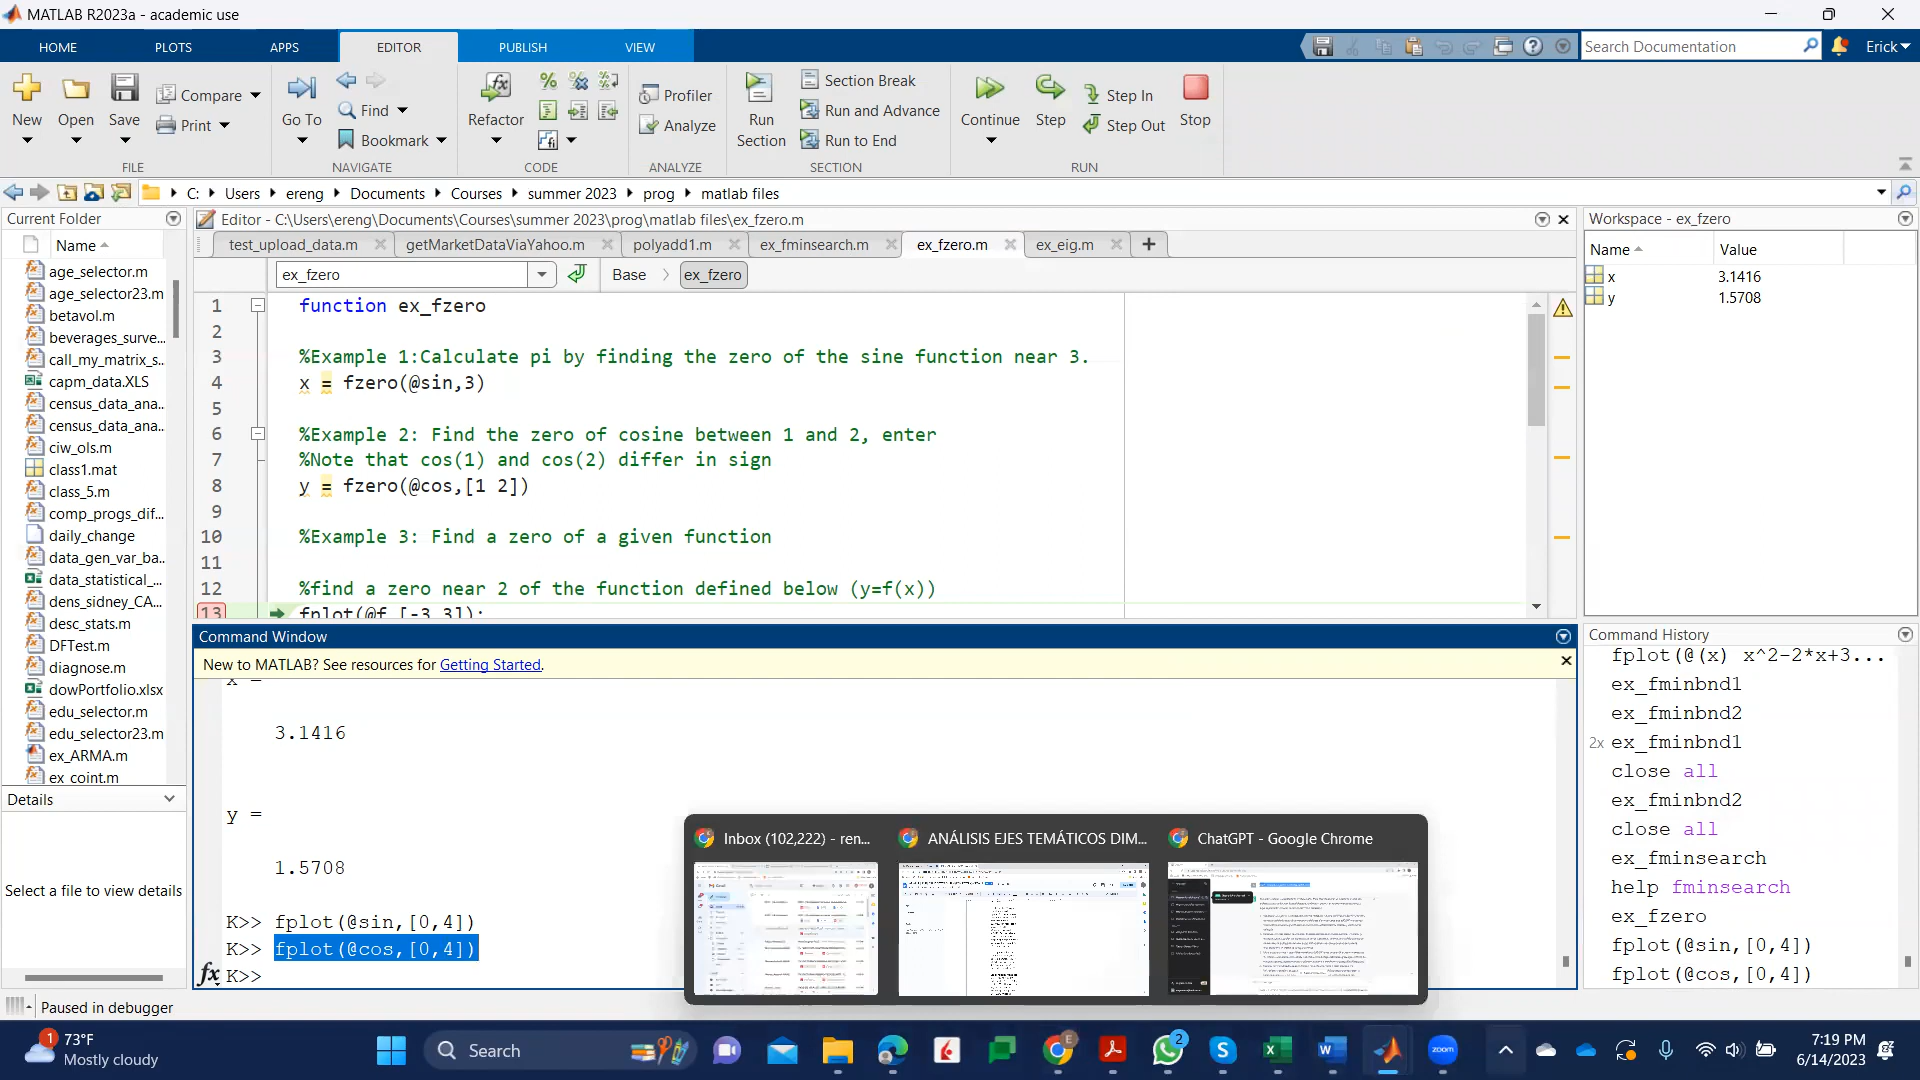 MATLAB R2023a - academic use
HOME PLOTS APPS EDITOR PUBLISH VIEW
Search Documentation
Erick
New Open Save Compare Print
FILE
Go To Find Bookmark
NAVIGATE
Refactor
CODE
Profiler
Analyze
ANALYZE
Run Section
Section Break
Run and Advance
Run to End
SECTION
Continue Step Step In Step Out Stop
RUN
C: Users ereng Documents Courses summer 2023 prog matlab files
Current Folder
Name
age_selector.m
age_selector23.m
betavol.m
beverages_surve...
call_my_matrix_s...
capm_data.XLS
census_data_ana...
census_data_ana...
ciw_ols.m
class1.mat
class_5.m
comp_progs_dif...
daily_change
data_gen_var_ba...
data_statistical_...
dens_sidney_CA...
desc_stats.m
DFTest.m
diagnose.m
dowPortfolio.xlsx
edu_selector.m
edu_selector23.m
ex_ARMA.m
ex_coint.m
Details
Select a file to view details
Editor - C:\Users\ereng\Documents\Courses\summer 2023\prog\matlab files\ex_fzero.m
test_upload_data.m getMarketDataViaYahoo.m polyadd1.m ex_fminsearch.m ex_fzero.m ex_eig.m
ex_fzero Base ex_fzero
1 function ex_fzero
2
3 %Example 1:Calculate pi by finding the zero of the sine function near 3.
4 x = fzero(@sin,3)
5
6 %Example 2: Find the zero of cosine between 1 and 2, enter
7 %Note that cos(1) and cos(2) differ in sign
8 y = fzero(@cos,[1 2])
9
10 %Example 3: Find a zero of a given function
11
12 %find a zero near 2 of the function defined below (y=f(x))
13 fplot(@f,[-3 3]);
Command Window
New to MATLAB? See resources for Getting Started.
x =
3.1416
y =
1.5708
K>> fplot(@sin,[0,4])
K>> fplot(@cos,[0,4])
fx K>>
Inbox (102,222) - ren...
ANÁLISIS EJES TEMÁTICOS DIM...
ChatGPT - Google Chrome
Workspace - ex_fzero
Name Value
x 3.1416
y 1.5708
Command History
fplot(@(x) x^2-2*x+3...
ex_fminbnd1
ex_fminbnd2
2x ex_fminbnd1
close all
ex_fminbnd2
close all
ex_fminsearch
help fminsearch
ex_fzero
fplot(@sin,[0,4])
fplot(@cos,[0,4])
Paused in debugger
1
73°F
Mostly cloudy
Search
E
2
zoom
7:19 PM
6/14/2023